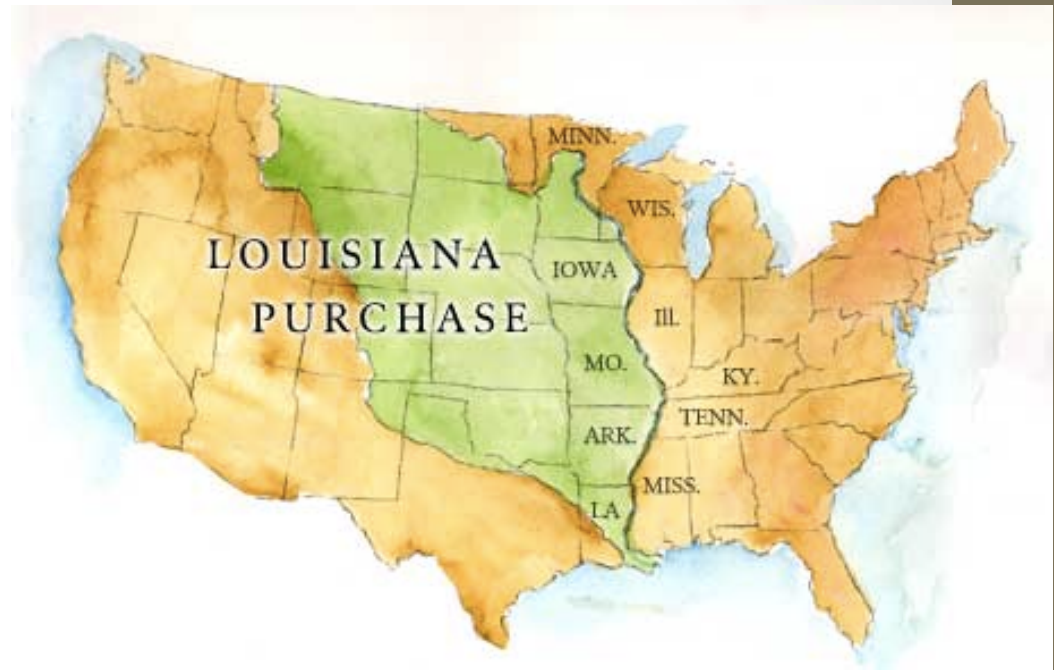 MINN.
WIS.
LOUISIANA
IOWA
PURCHASE
Ill.
MO.
KY.
TENN.
ARK.
MISS.
LA